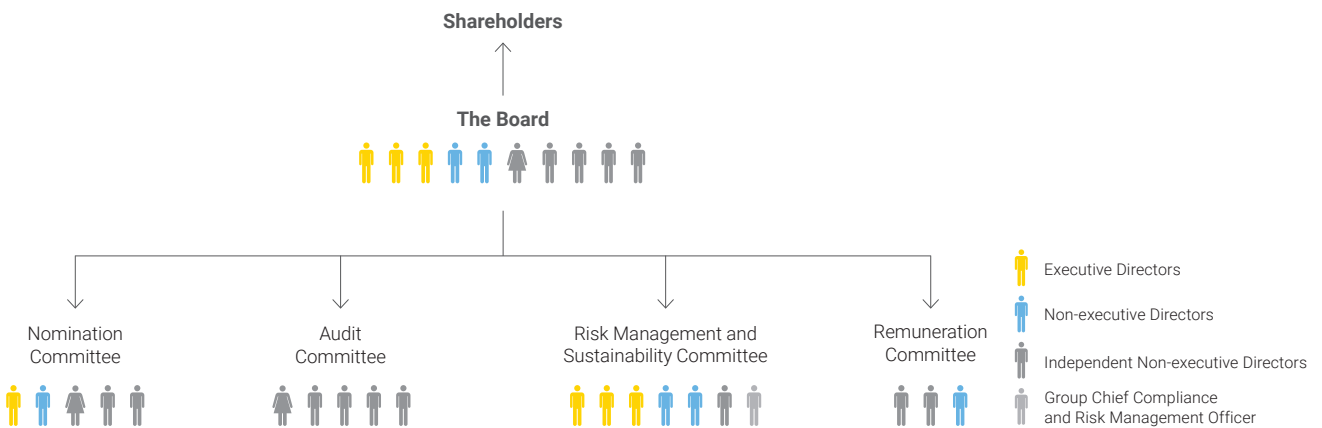 Shareholders
The Board
Nomination
Committee
Audit
Committee
Risk Management and
Sustainability Committee
Remuneration
Committee
Executive Directors
Non-executive Directors
Independent Non-executive Directors
Group Chief Compliance
and Risk Management Officer